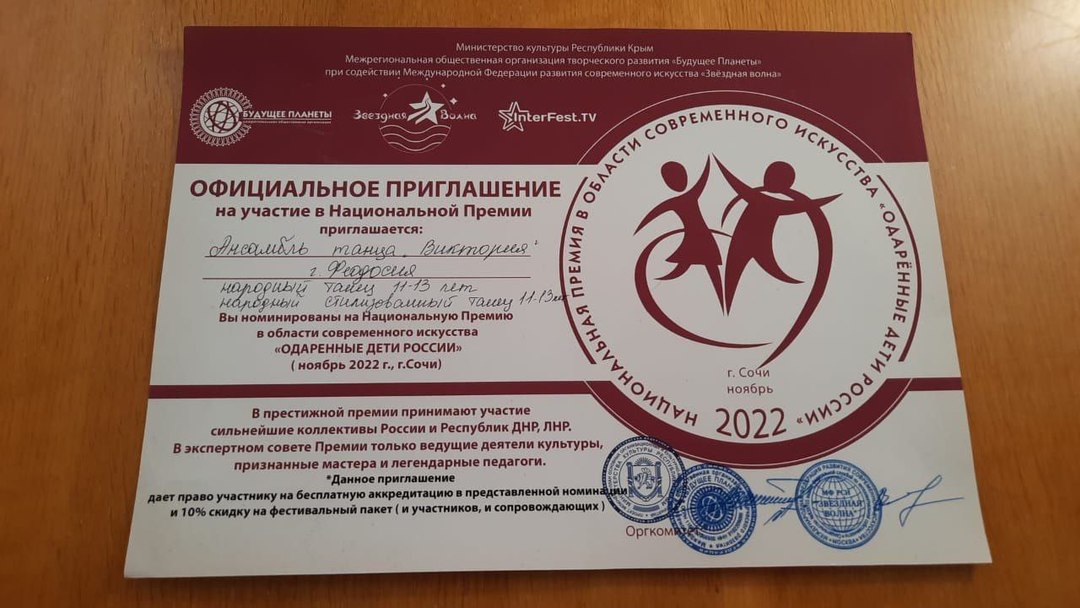 Министерство культуры Республики Крым
Межрегиональная общественная организация творческого развития «Будущее Планеты»
при содействии Международной Федерации развития современного искусства «Звёздная волна»
БУДУЩЕЕ ПЛАНЕТЫ
Звездная Волна
InterFest.TV
ОФИЦИАЛЬНОЕ ПРИГЛАШЕНИЕ
на участие в Национальной Премии
приглашается:
Ансамбль танца "Виктория"
г. Феодосия
народный танец 11-13 лет
народный стилизованный танец 11-13 лет
Вы номинированы на Национальную Премию
в области современного искусства
«ОДАРЕННЫЕ ДЕТИ РОССИИ»
( ноябрь 2022 г., г.Сочи)
НАЦИОНАЛЬНАЯ ПРЕМИЯ В ОБЛАСТИ СОВРЕМЕННОГО ИСКУССТВА «ОДАРЁННЫЕ ДЕТИ РОССИИ»
г. Сочи
ноябрь
2022
В престижной премии принимают участие
сильнейшие коллективы России и Республик ДНР, ЛНР.
В экспертном совете Премии только ведущие деятели культуры,
признанные мастера и легендарные педагоги.
*Данное приглашение
дает право участнику на бесплатную аккредитацию в представленной номинации
и 10% скидку на фестивальный пакет ( и участников, и сопровождающих )
Оргкомитет
БУДУЩЕЕ ПЛАНЕТЫ
МФ РСИ
"ЗВЕЗДНАЯ
ВОЛНА"